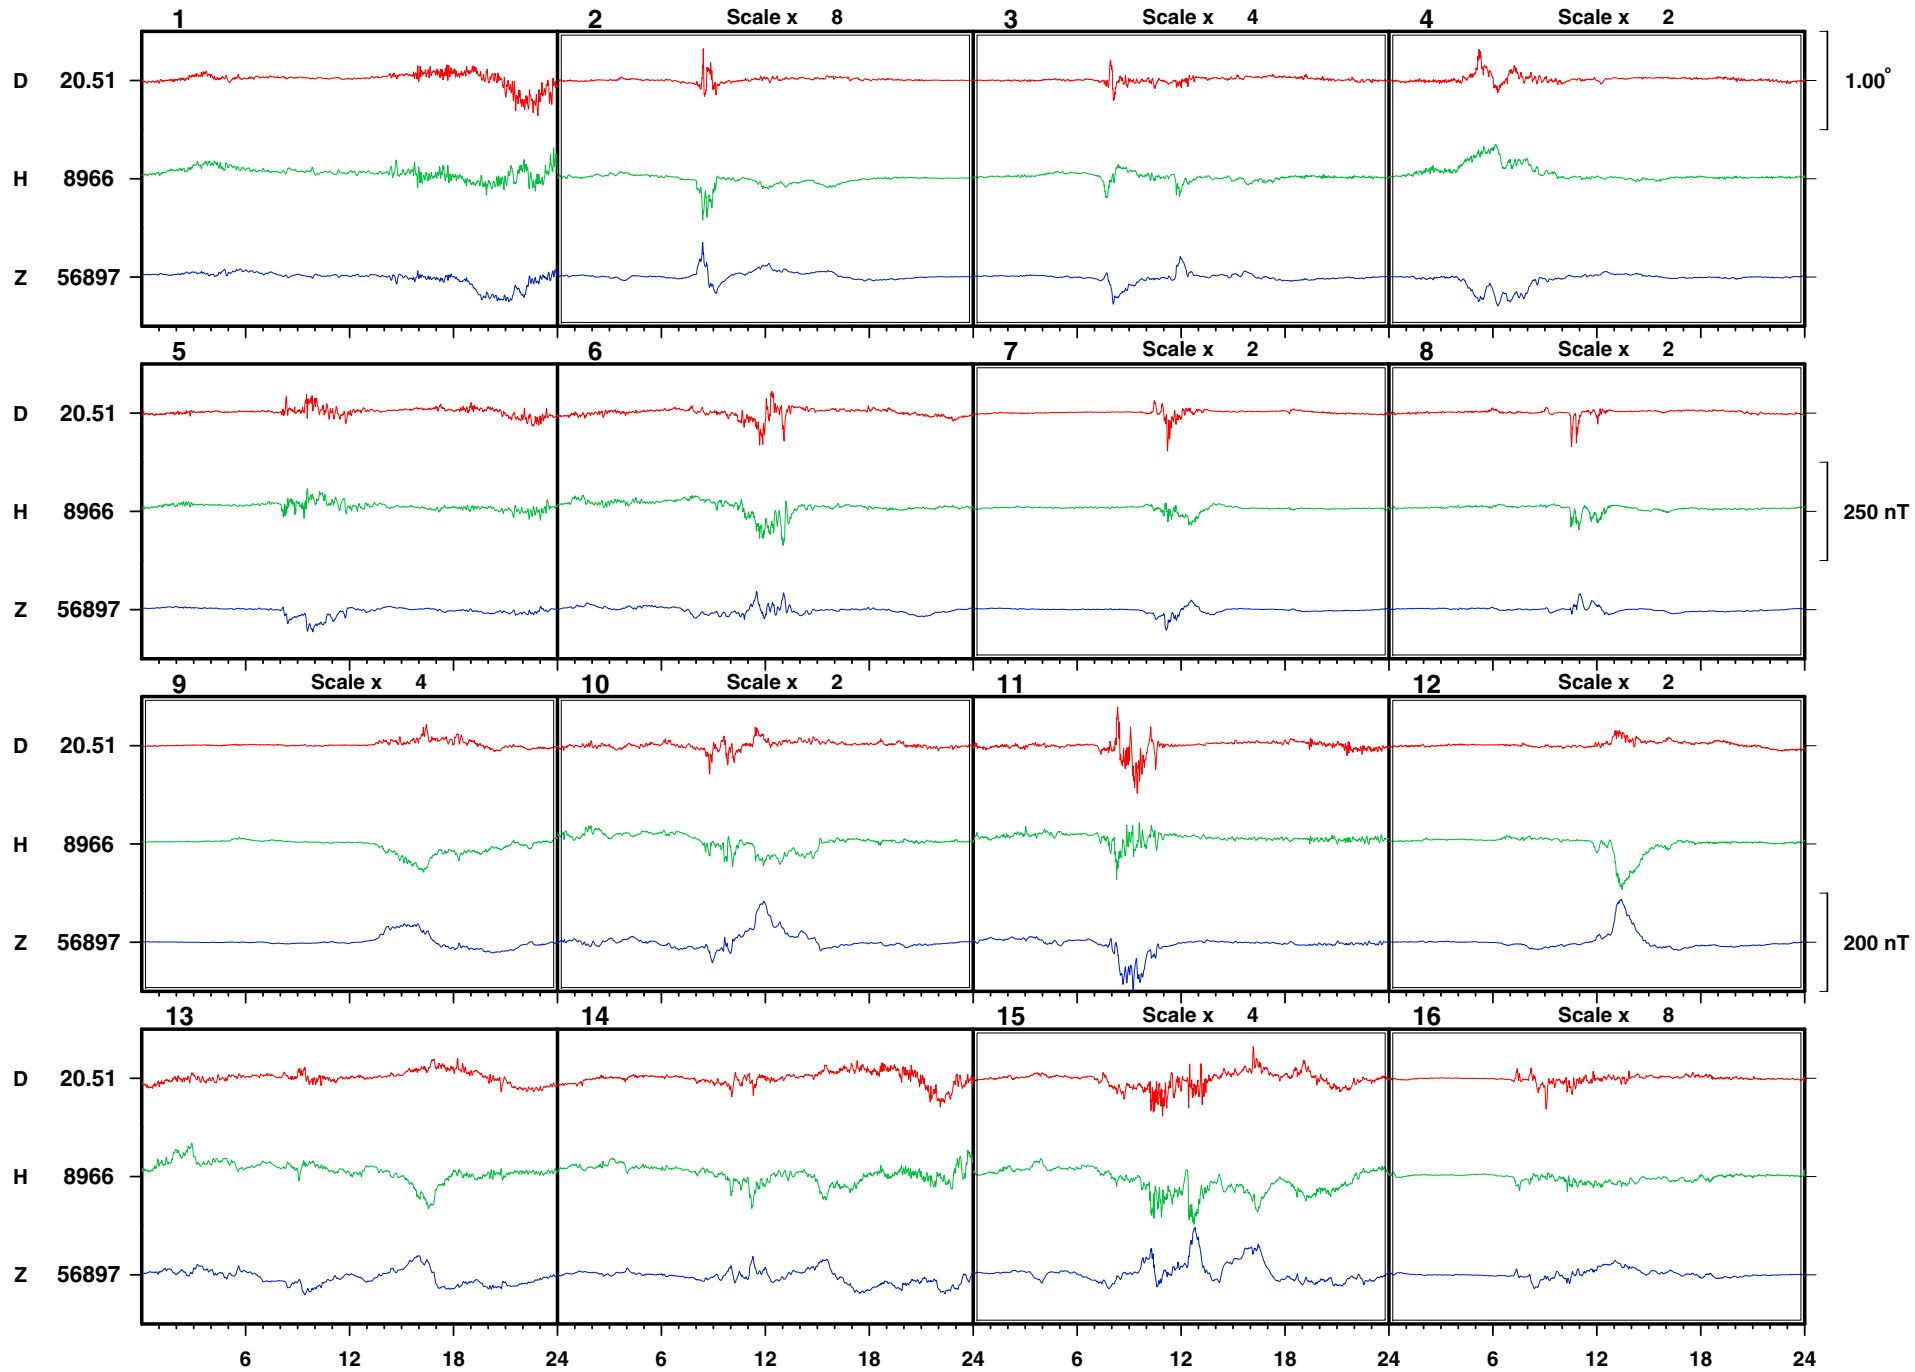 1 2 Scale x 8 3 Scale x 4 4 Scale x 2
D 20.51 1.00°
H 8966
Z 56897
5 6 7 Scale x 2 8 Scale x 2
D 20.51
H 8966 250 nT
Z 56897
9 Scale x 4 10 Scale x 2 11 12 Scale x 2
D 20.51
H 8966
Z 56897 200 nT
13 14 15 Scale x 4 16 Scale x 8
D 20.51
H 8966
Z 56897
6 12 18 24 6 12 18 24 6 12 18 24 6 12 18 24